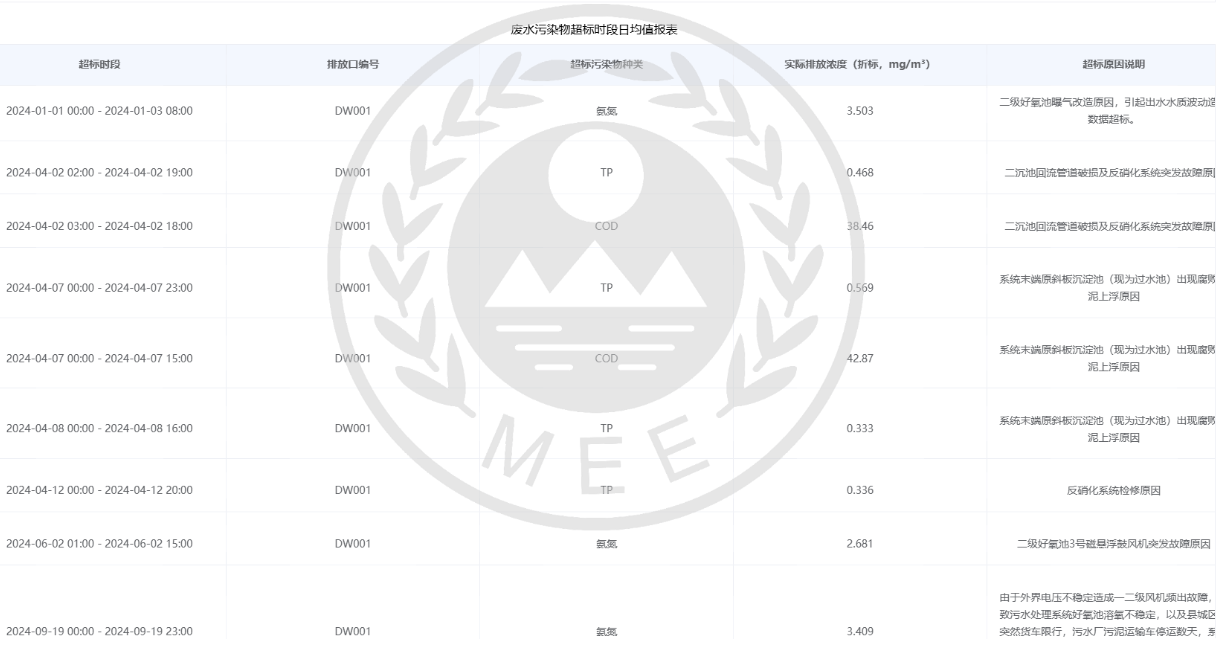 废水污染物超标时段日均值报表
超标时段 排放口编号 超标污染物种类 实际排放浓度（折标，mg/m³） 超标原因说明
2024-01-01 00:00 - 2024-01-03 08:00 DW001 氨氮 3.503 二级好氧池曝气改造原因，引起出水水质波动造
数据超标。
2024-04-02 02:00 - 2024-04-02 19:00 DW001 TP 0.468 二沉池回流管道破损及反硝化系统突发故障原
2024-04-02 03:00 - 2024-04-02 18:00 DW001 COD 38.46 二沉池回流管道破损及反硝化系统突发故障原
2024-04-07 00:00 - 2024-04-07 23:00 DW001 TP 0.569 系统末端原斜板沉淀池（现为过水池）出现腐
泥上浮原因
2024-04-07 00:00 - 2024-04-07 15:00 DW001 COD 42.87 系统末端原斜板沉淀池（现为过水池）出现腐
泥上浮原因
2024-04-08 00:00 - 2024-04-08 16:00 DW001 TP 0.333 系统末端原斜板沉淀池（现为过水池）出现腐
泥上浮原因
2024-04-12 00:00 - 2024-04-12 20:00 DW001 TP 0.336 反硝化系统检修原因
2024-06-02 01:00 - 2024-06-02 15:00 DW001 氨氮 2.681 二级好氧池3号磁悬浮鼓风机突发故障原因
由于外界电压不稳定造成一二级风机频出故障，
致污水处理系统好氧池溶氧不稳定，以及县城区
2024-09-19 00:00 - 2024-09-19 23:00 DW001 氨氮 3.409 突然货车限行，污水厂污泥运输车停运数天，系
MEE